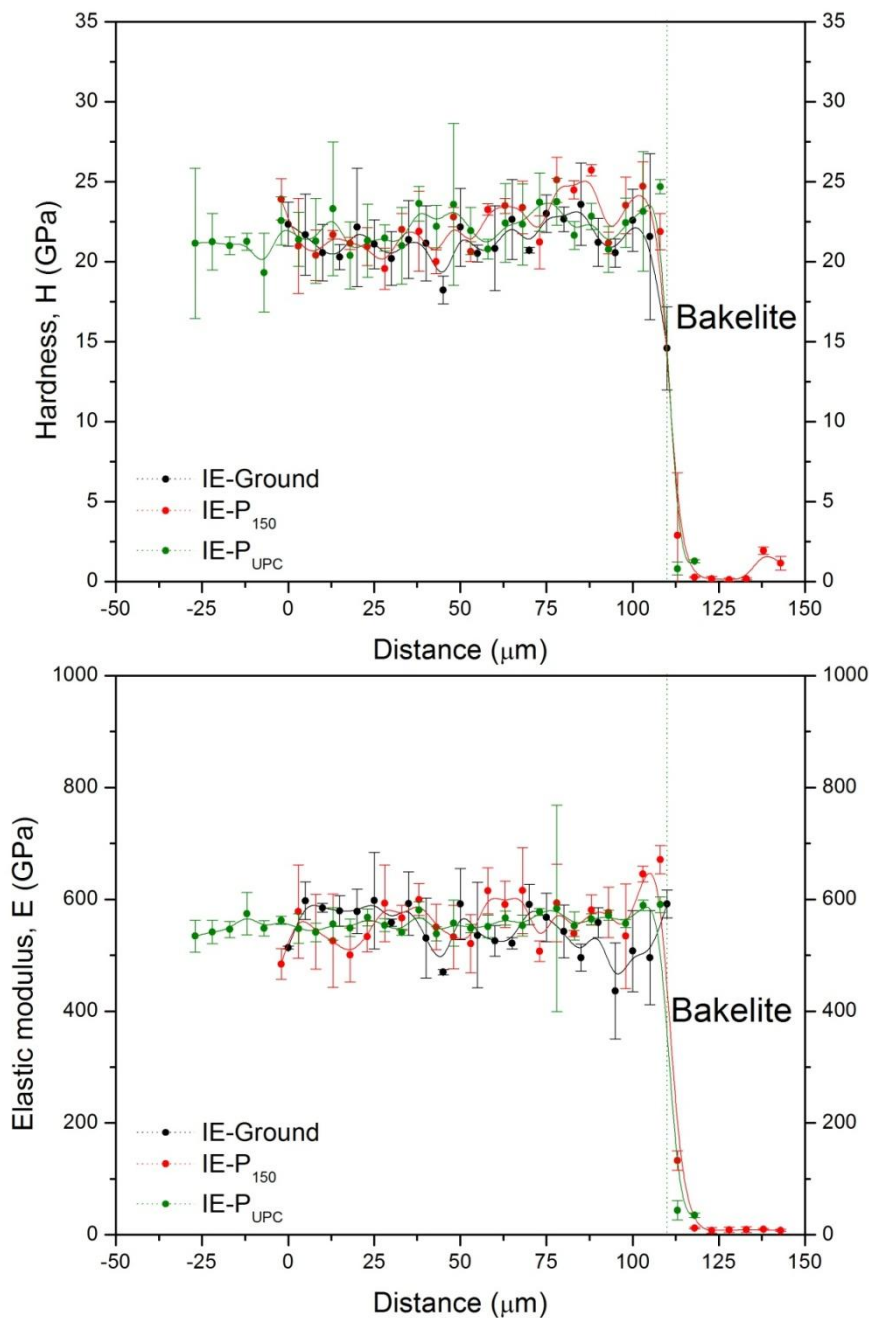 35 35
30 30
25 25
20 20
15 15
10 10
5 5
0 0
Hardness, H (GPa)
Bakelite
IE-Ground
IE-P150
IE-PUPC
-50 -25 0 25 50 75 100 125 150
Distance (μm)
1000 1000
800 800
600 600
400 400
200 200
0 0
Elastic modulus, E (GPa)
Bakelite
IE-Ground
IE-P150
IE-PUPC
-50 -25 0 25 50 75 100 125 150
Distance (μm)